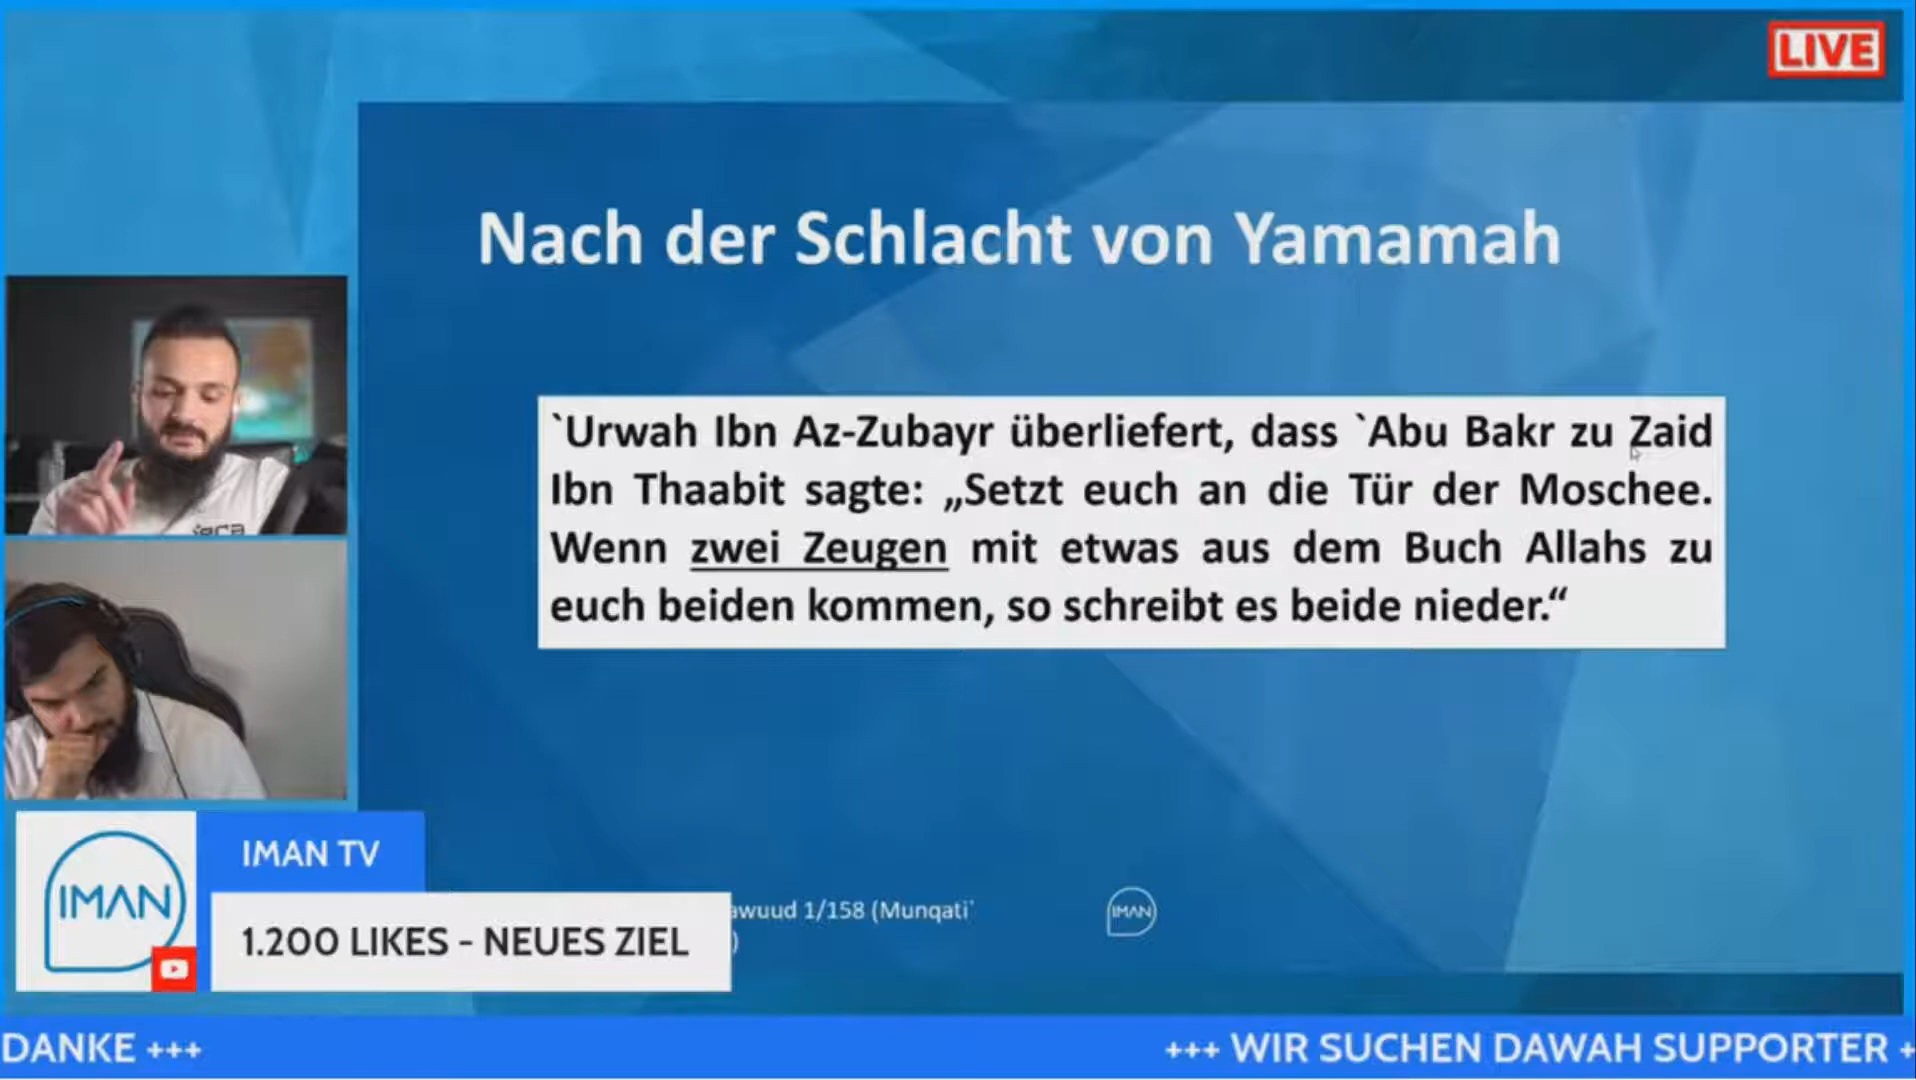 LIVE
Nach der Schlacht von Yamamah
`Urwah Ibn Az-Zubayr überliefert, dass `Abu Bakr zu Zaid
Ibn Thaabit sagte: „Setzt euch an die Tür der Moschee.
Wenn zwei Zeugen mit etwas aus dem Buch Allahs zu
euch beiden kommen, so schreibt es beide nieder.“
IMAN
IMAN TV
1.200 LIKES - NEUES ZIEL
awuud 1/158 (Munqati`
)
IMAN
DANKE +++
+++ WIR SUCHEN DAWAH SUPPORTER +